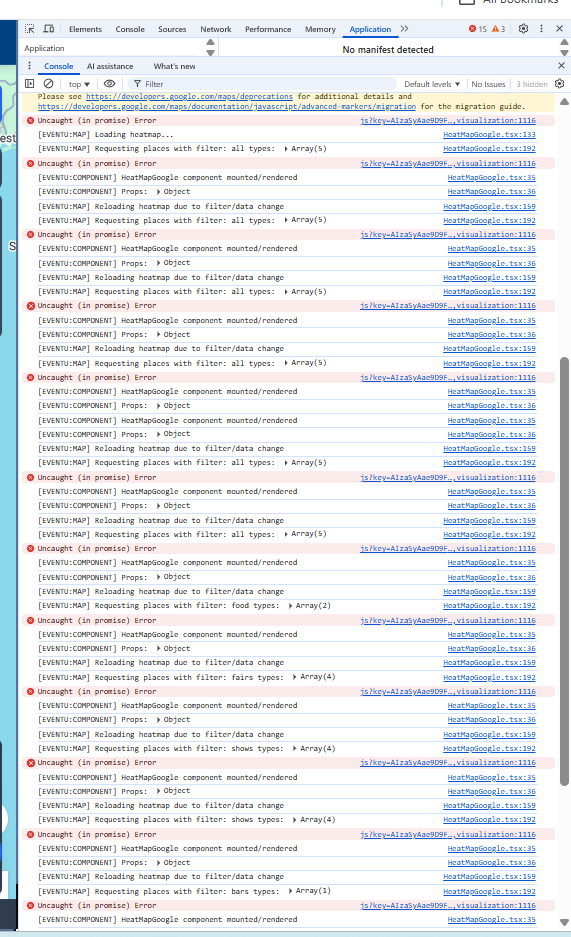 All Bookmarks
Elements Console Sources Network Performance Memory Application 15 3
Application No manifest detected
Console AI assistance What's new
top Filter Default levels No Issues 3 hidden
Please see https://developers.google.com/maps/deprecations for additional details and
https://developers.google.com/maps/documentation/javascript/advanced-markers/migration for the migration guide.
Uncaught (in promise) Error js?key=AIzaSyAae9D9F…,visualization:1116
[EVENTU:MAP] Loading heatmap... HeatMapGoogle.tsx:133
[EVENTU:MAP] Requesting places with filter: all types: Array(5) HeatMapGoogle.tsx:192
Uncaught (in promise) Error js?key=AIzaSyAae9D9F…,visualization:1116
[EVENTU:COMPONENT] HeatMapGoogle component mounted/rendered HeatMapGoogle.tsx:35
[EVENTU:COMPONENT] Props: Object HeatMapGoogle.tsx:36
[EVENTU:MAP] Reloading heatmap due to filter/data change HeatMapGoogle.tsx:159
[EVENTU:MAP] Requesting places with filter: all types: Array(5) HeatMapGoogle.tsx:192
Uncaught (in promise) Error js?key=AIzaSyAae9D9F…,visualization:1116
[EVENTU:COMPONENT] HeatMapGoogle component mounted/rendered HeatMapGoogle.tsx:35
[EVENTU:COMPONENT] Props: Object HeatMapGoogle.tsx:36
[EVENTU:MAP] Reloading heatmap due to filter/data change HeatMapGoogle.tsx:159
[EVENTU:MAP] Requesting places with filter: all types: Array(5) HeatMapGoogle.tsx:192
Uncaught (in promise) Error js?key=AIzaSyAae9D9F…,visualization:1116
[EVENTU:COMPONENT] HeatMapGoogle component mounted/rendered HeatMapGoogle.tsx:35
[EVENTU:COMPONENT] Props: Object HeatMapGoogle.tsx:36
[EVENTU:MAP] Reloading heatmap due to filter/data change HeatMapGoogle.tsx:159
[EVENTU:MAP] Requesting places with filter: all types: Array(5) HeatMapGoogle.tsx:192
Uncaught (in promise) Error js?key=AIzaSyAae9D9F…,visualization:1116
[EVENTU:COMPONENT] HeatMapGoogle component mounted/rendered HeatMapGoogle.tsx:35
[EVENTU:COMPONENT] Props: Object HeatMapGoogle.tsx:36
[EVENTU:COMPONENT] HeatMapGoogle component mounted/rendered HeatMapGoogle.tsx:35
[EVENTU:COMPONENT] Props: Object HeatMapGoogle.tsx:36
[EVENTU:MAP] Reloading heatmap due to filter/data change HeatMapGoogle.tsx:159
[EVENTU:MAP] Requesting places with filter: all types: Array(5) HeatMapGoogle.tsx:192
Uncaught (in promise) Error js?key=AIzaSyAae9D9F…,visualization:1116
[EVENTU:COMPONENT] HeatMapGoogle component mounted/rendered HeatMapGoogle.tsx:35
[EVENTU:COMPONENT] Props: Object HeatMapGoogle.tsx:36
[EVENTU:MAP] Reloading heatmap due to filter/data change HeatMapGoogle.tsx:159
[EVENTU:MAP] Requesting places with filter: all types: Array(5) HeatMapGoogle.tsx:192
Uncaught (in promise) Error js?key=AIzaSyAae9D9F…,visualization:1116
[EVENTU:COMPONENT] HeatMapGoogle component mounted/rendered HeatMapGoogle.tsx:35
[EVENTU:COMPONENT] Props: Object HeatMapGoogle.tsx:36
[EVENTU:MAP] Reloading heatmap due to filter/data change HeatMapGoogle.tsx:159
[EVENTU:MAP] Requesting places with filter: food types: Array(2) HeatMapGoogle.tsx:192
Uncaught (in promise) Error js?key=AIzaSyAae9D9F…,visualization:1116
[EVENTU:COMPONENT] HeatMapGoogle component mounted/rendered HeatMapGoogle.tsx:35
[EVENTU:COMPONENT] Props: Object HeatMapGoogle.tsx:36
[EVENTU:MAP] Reloading heatmap due to filter/data change HeatMapGoogle.tsx:159
[EVENTU:MAP] Requesting places with filter: fairs types: Array(4) HeatMapGoogle.tsx:192
Uncaught (in promise) Error js?key=AIzaSyAae9D9F…,visualization:1116
[EVENTU:COMPONENT] HeatMapGoogle component mounted/rendered HeatMapGoogle.tsx:35
[EVENTU:COMPONENT] Props: Object HeatMapGoogle.tsx:36
[EVENTU:MAP] Reloading heatmap due to filter/data change HeatMapGoogle.tsx:159
[EVENTU:MAP] Requesting places with filter: shows types: Array(4) HeatMapGoogle.tsx:192
Uncaught (in promise) Error js?key=AIzaSyAae9D9F…,visualization:1116
[EVENTU:COMPONENT] HeatMapGoogle component mounted/rendered HeatMapGoogle.tsx:35
[EVENTU:COMPONENT] Props: Object HeatMapGoogle.tsx:36
[EVENTU:MAP] Reloading heatmap due to filter/data change HeatMapGoogle.tsx:159
[EVENTU:MAP] Requesting places with filter: shows types: Array(4) HeatMapGoogle.tsx:192
Uncaught (in promise) Error js?key=AIzaSyAae9D9F…,visualization:1116
[EVENTU:COMPONENT] HeatMapGoogle component mounted/rendered HeatMapGoogle.tsx:35
[EVENTU:COMPONENT] Props: Object HeatMapGoogle.tsx:36
[EVENTU:MAP] Reloading heatmap due to filter/data change HeatMapGoogle.tsx:159
[EVENTU:MAP] Requesting places with filter: bars types: Array(1) HeatMapGoogle.tsx:192
Uncaught (in promise) Error js?key=AIzaSyAae9D9F…,visualization:1116
[EVENTU:COMPONENT] HeatMapGoogle component mounted/rendered HeatMapGoogle.tsx:35
est
S